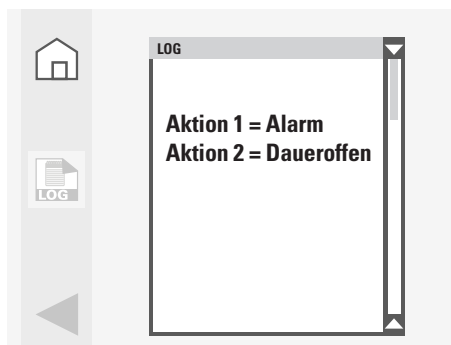 LOG
Aktion 1 = Alarm
Aktion 2 = Daueroffen
LOG